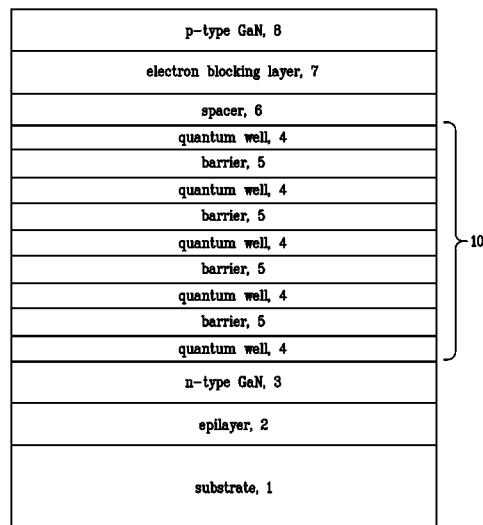 p-type GaN, 8
electron blocking layer, 7
spacer, 6
quantum well, 4
barrier, 5
quantum well, 4
barrier, 5
quantum well, 4
barrier, 5
quantum well, 4
barrier, 5
quantum well, 4
10
n-type GaN, 3
epilayer, 2
substrate, 1